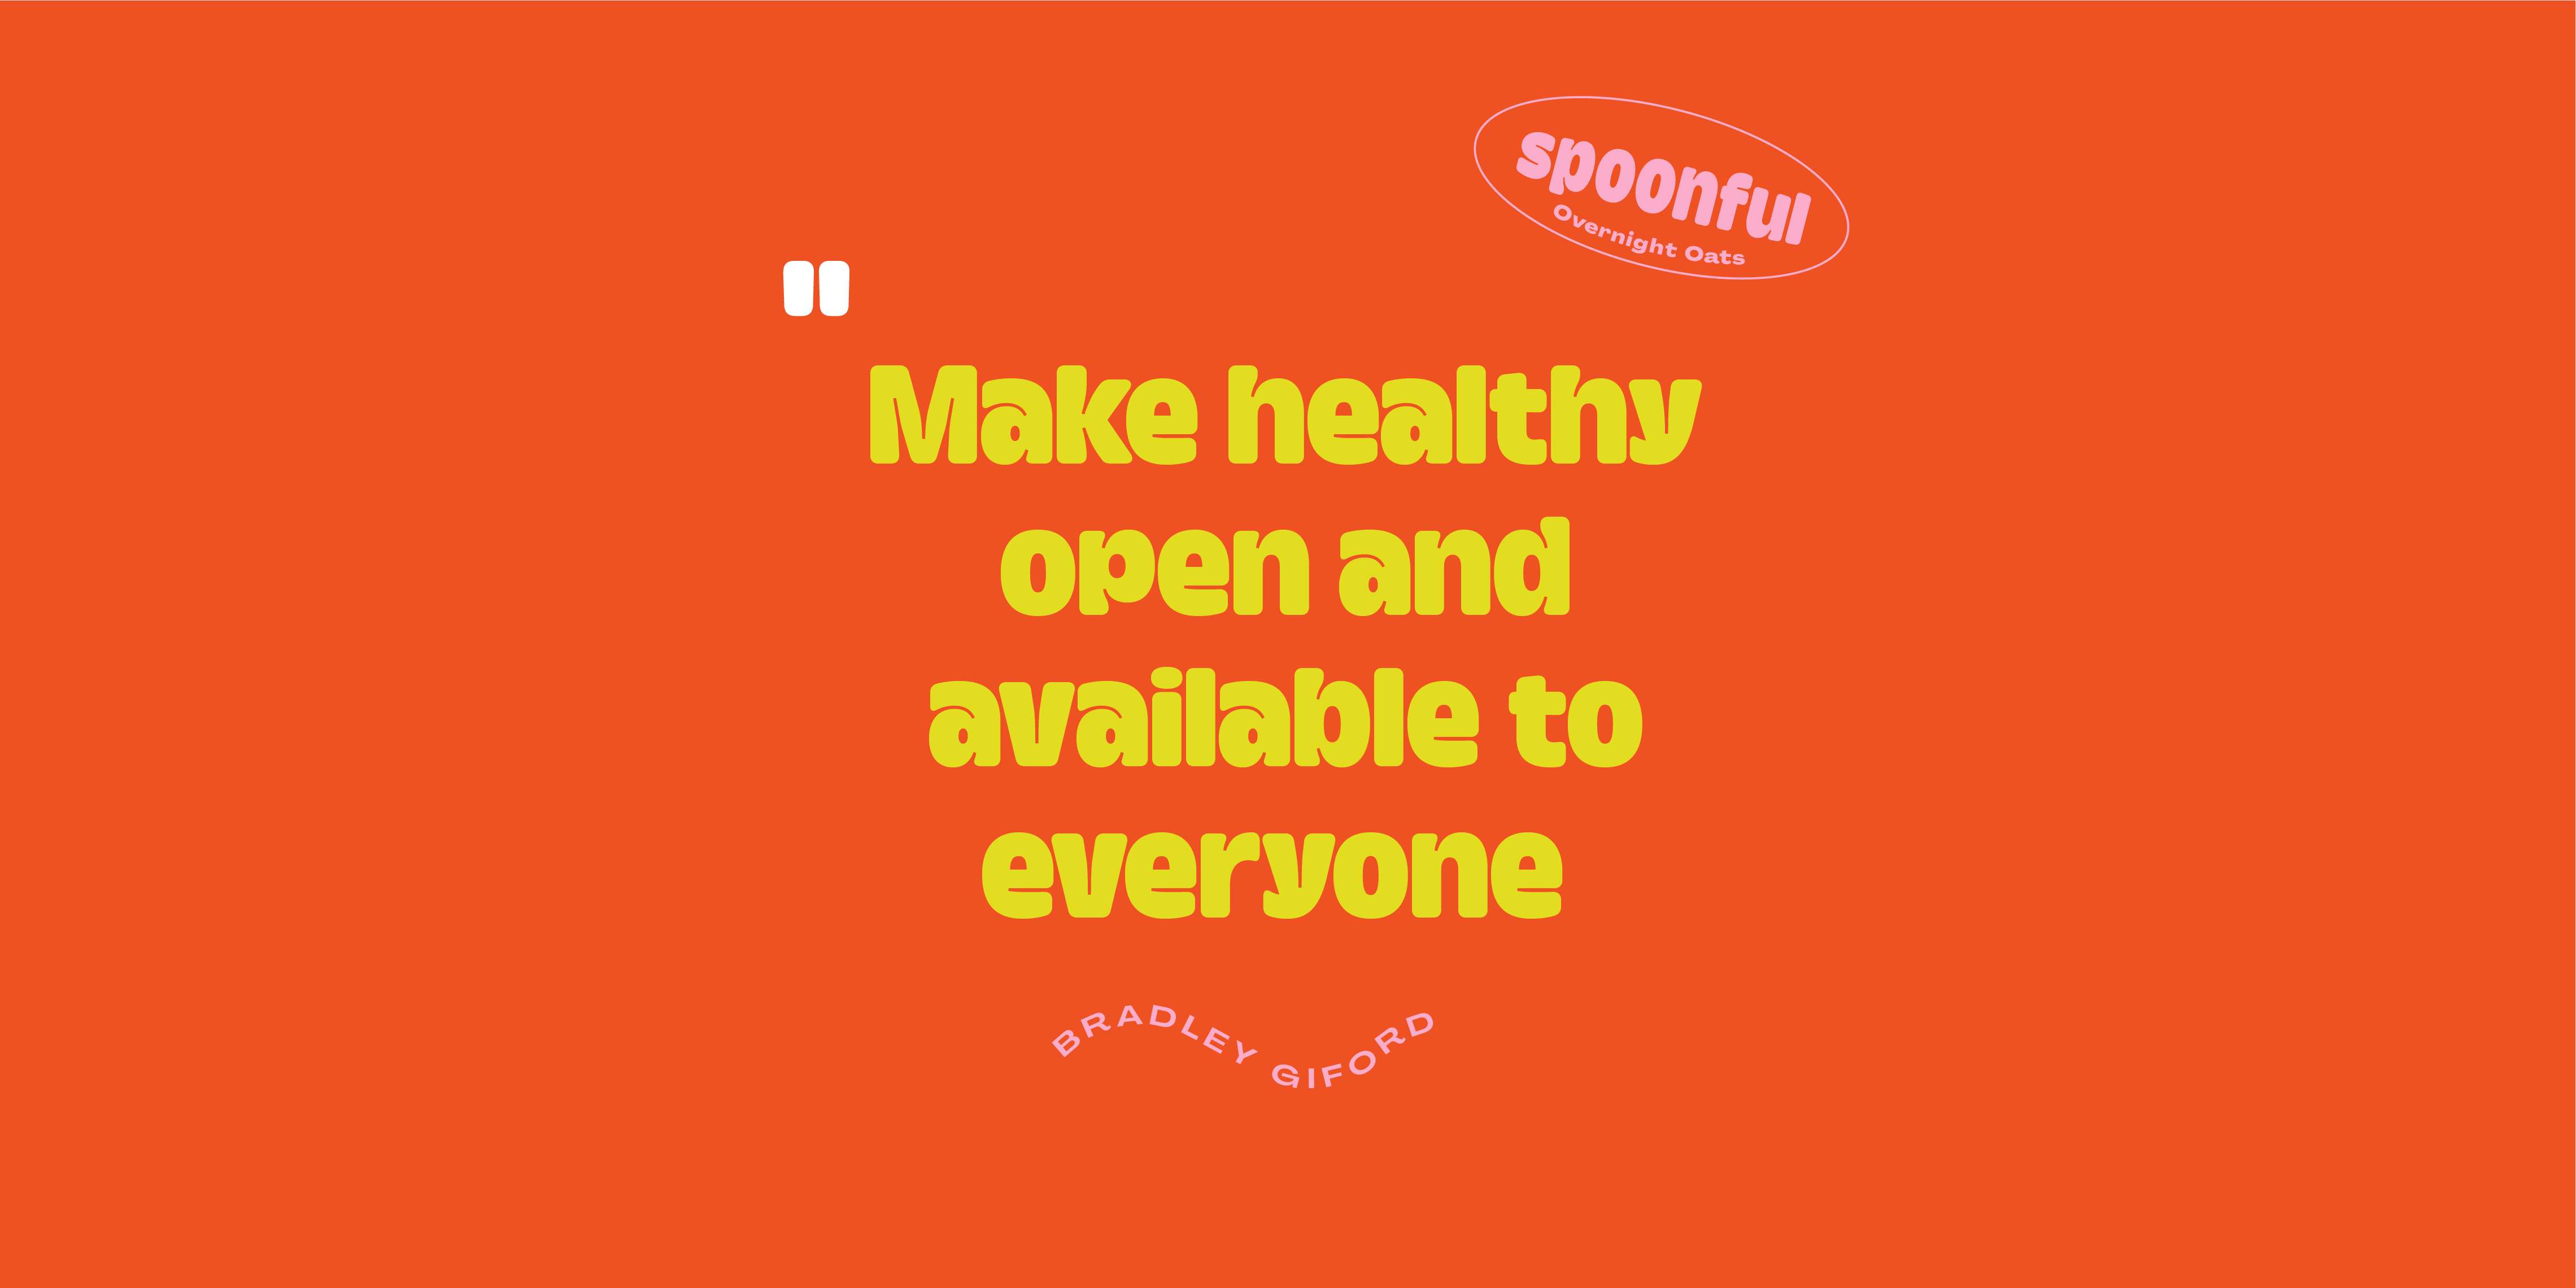 spoonful
Overnight Oats
"
Make healthy
open and
available to
everyone
BRADLEY GIFORD